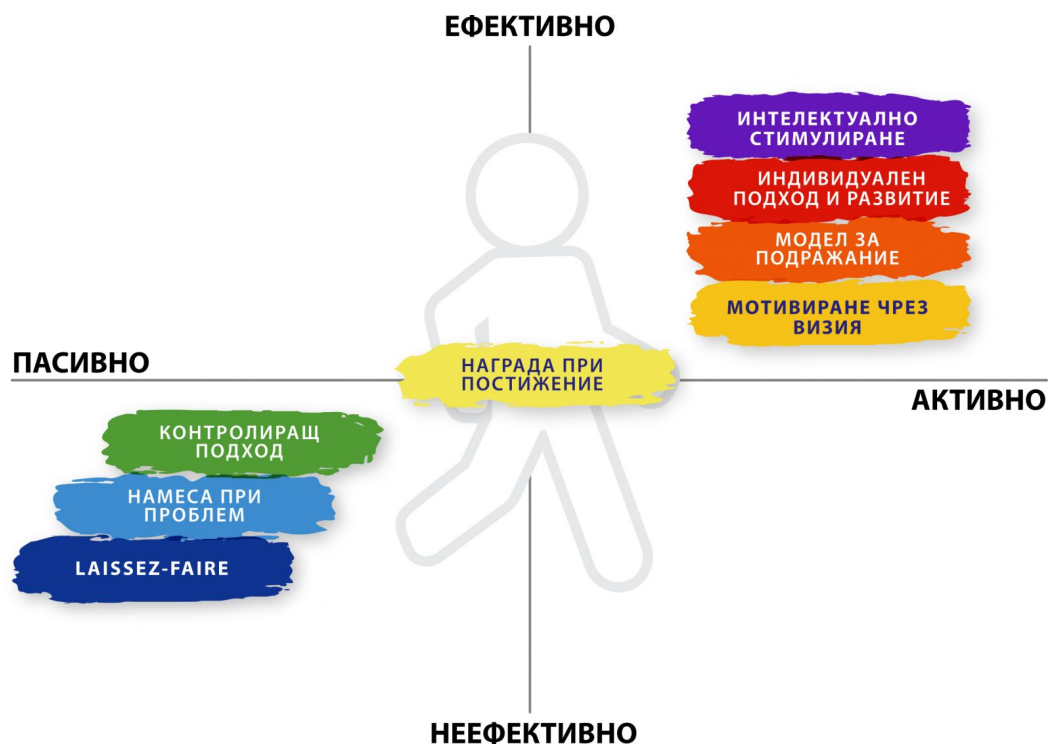 ЕФЕКТИВНО
ИНТЕЛЕКТУАЛНО
СТИМУЛИРАНЕ
ИНДИВИДУАЛЕН
ПОДХОД И РАЗВИТИЕ
МОДЕЛ ЗА
ПОДРАЖАНИЕ
МОТИВИРАНЕ ЧРЕЗ
ВИЗИЯ
ПАСИВНО
НАГРАДА ПРИ
ПОСТИЖЕНИЕ
АКТИВНО
КОНТРОЛИРАЩ
ПОДХОД
НАМЕСА ПРИ
ПРОБЛЕМ
LAISSEZ-FAIRE
НЕЕФЕКТИВНО